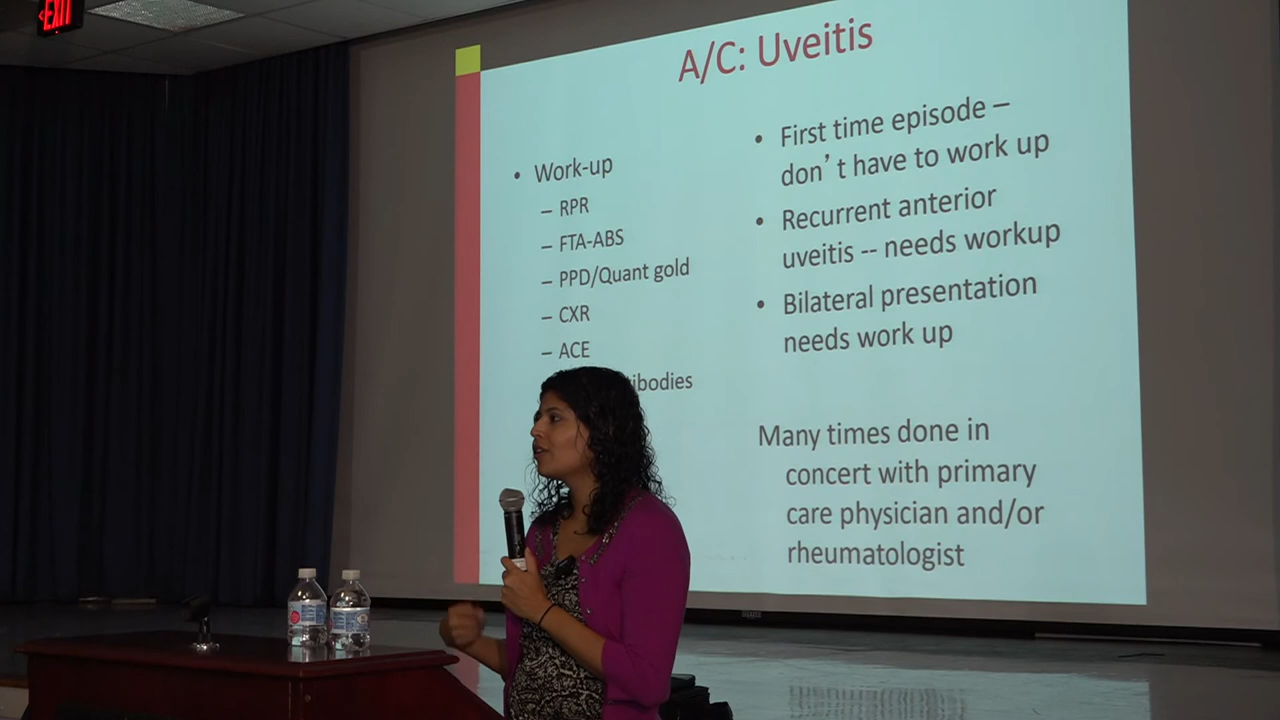 EXIT
A/C: Uveitis
• Work-up
– RPR
– FTA-ABS
– PPD/Quant gold
– CXR
– ACE
• First time episode –
don't have to work up
• Recurrent anterior
uveitis -- needs workup
• Bilateral presentation
needs work up
Many times done in
concert with primary
care physician and/or
rheumatologist